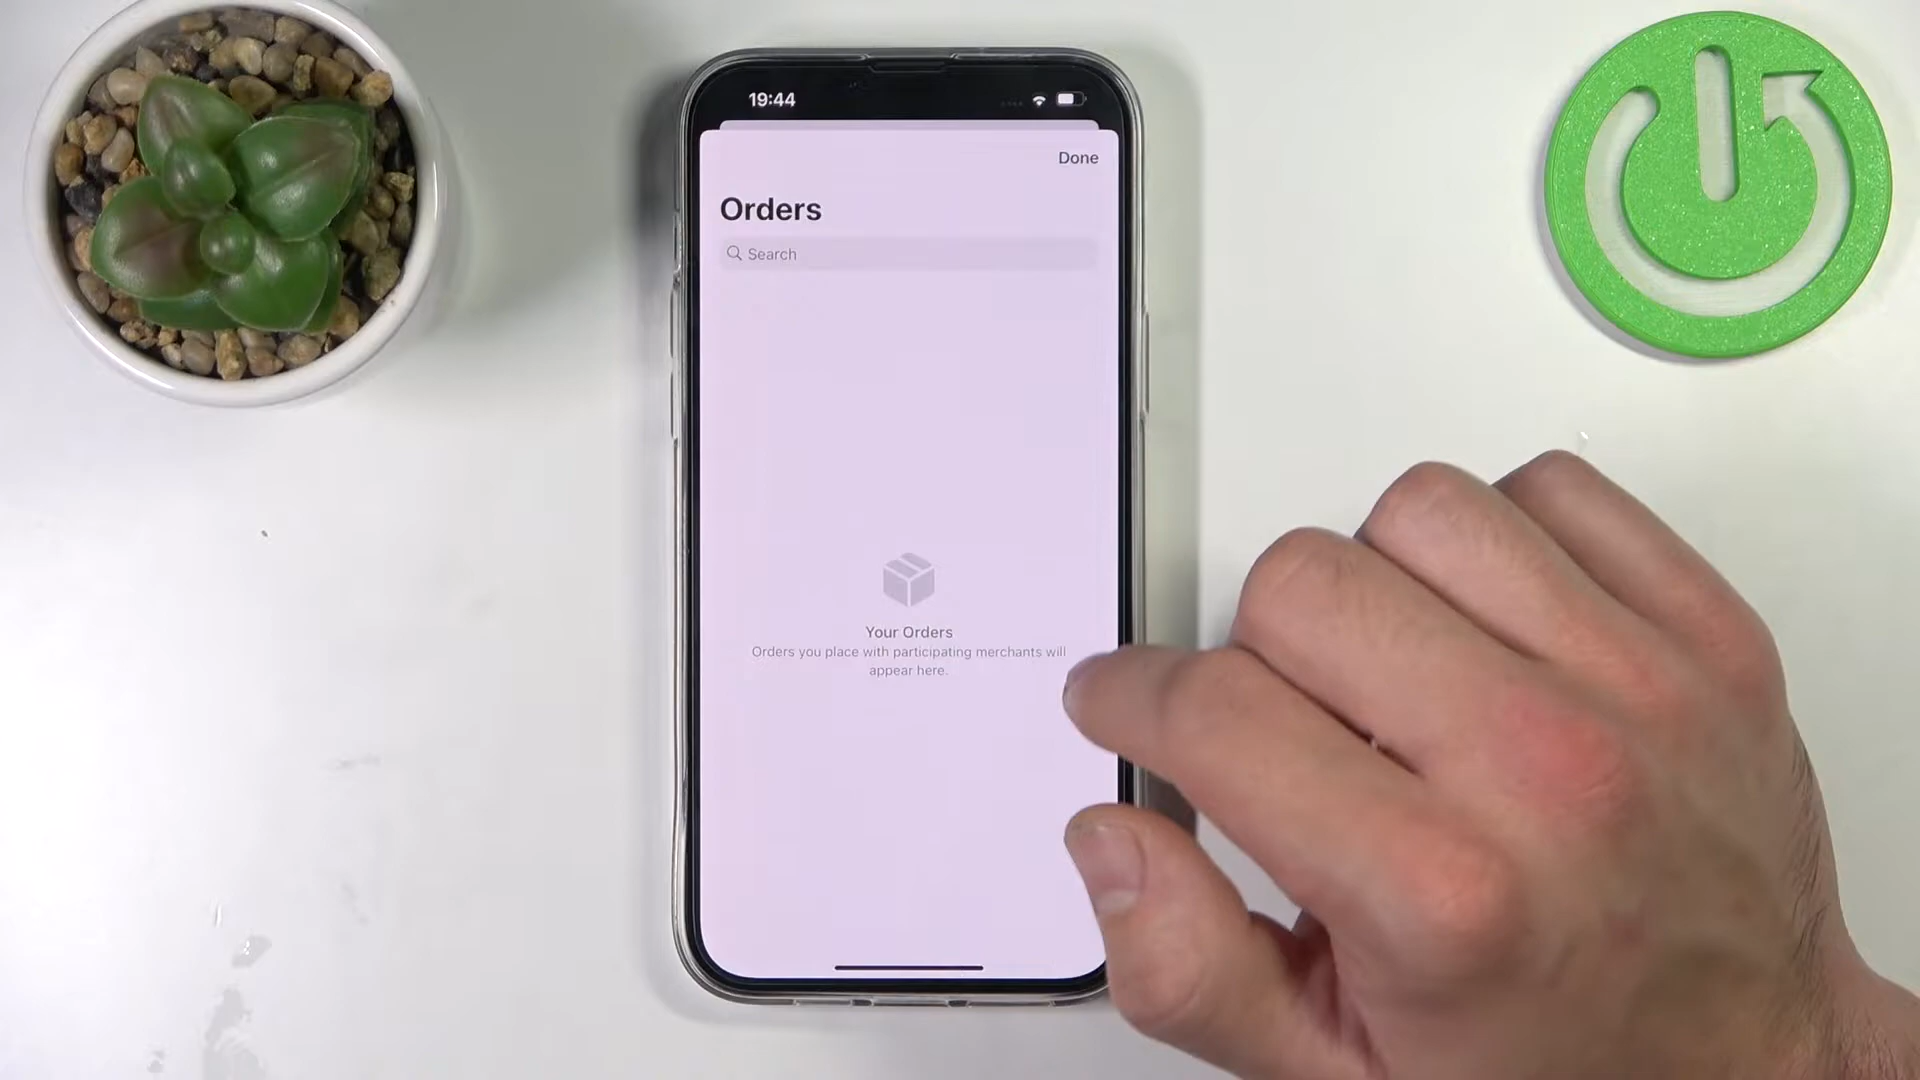 19:44
Done
Orders
Search
Your Orders
Orders you place with participating merchants will
appear here.